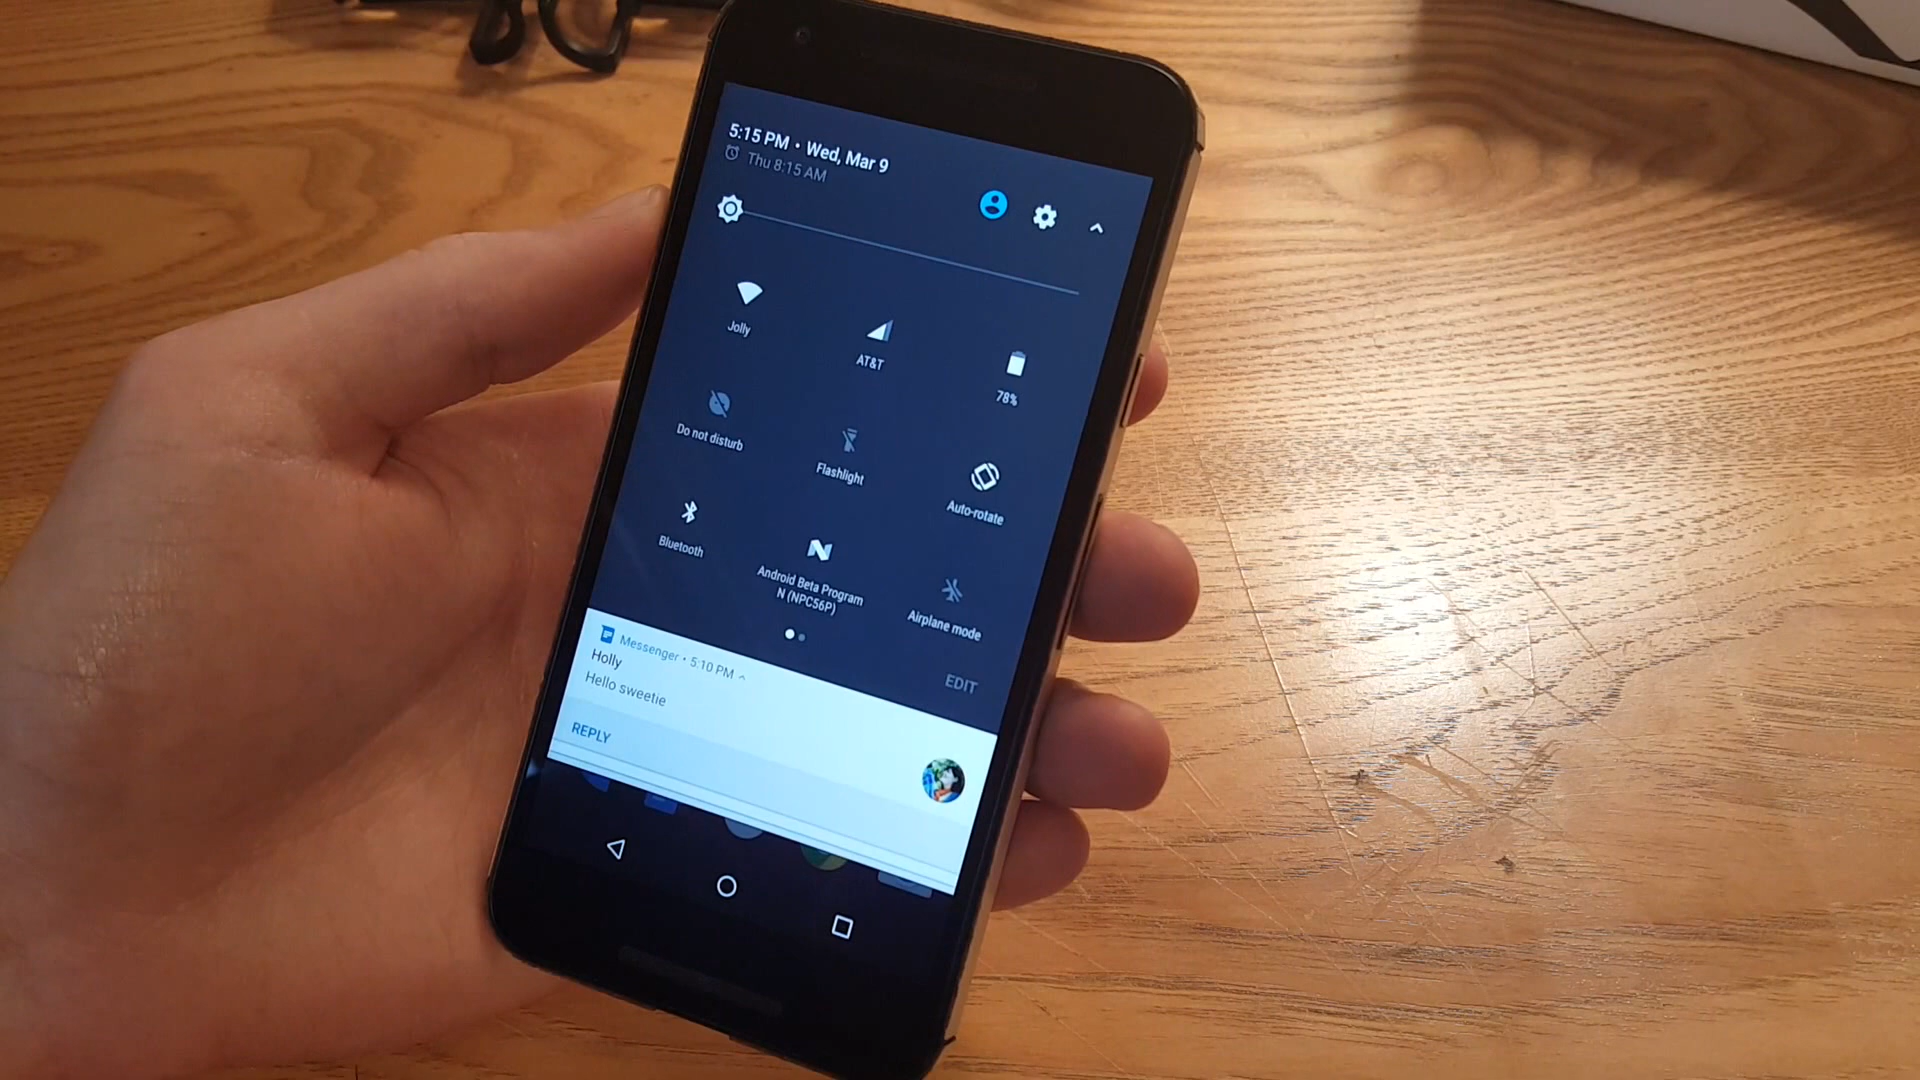 5:15 PM • Wed, Mar 9
Thu 8:15 AM
Jolly
AT&T
78%
Do not disturb
Flashlight
Auto-rotate
Bluetooth
Android Beta Program
N (NPC56P)
Airplane mode
EDIT
Messenger • 5:10 PM
Holly
Hello sweetie
REPLY